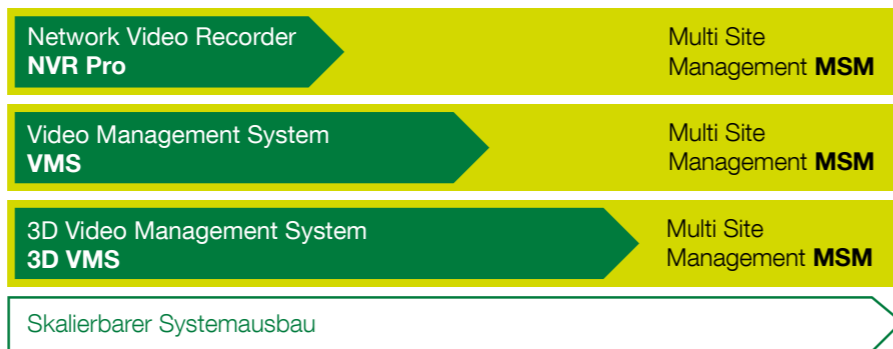 Network Video Recorder
NVR Pro
Multi Site
Management MSM
Video Management System
VMS
Multi Site
Management MSM
3D Video Management System
3D VMS
Multi Site
Management MSM
Skalierbarer Systemausbau